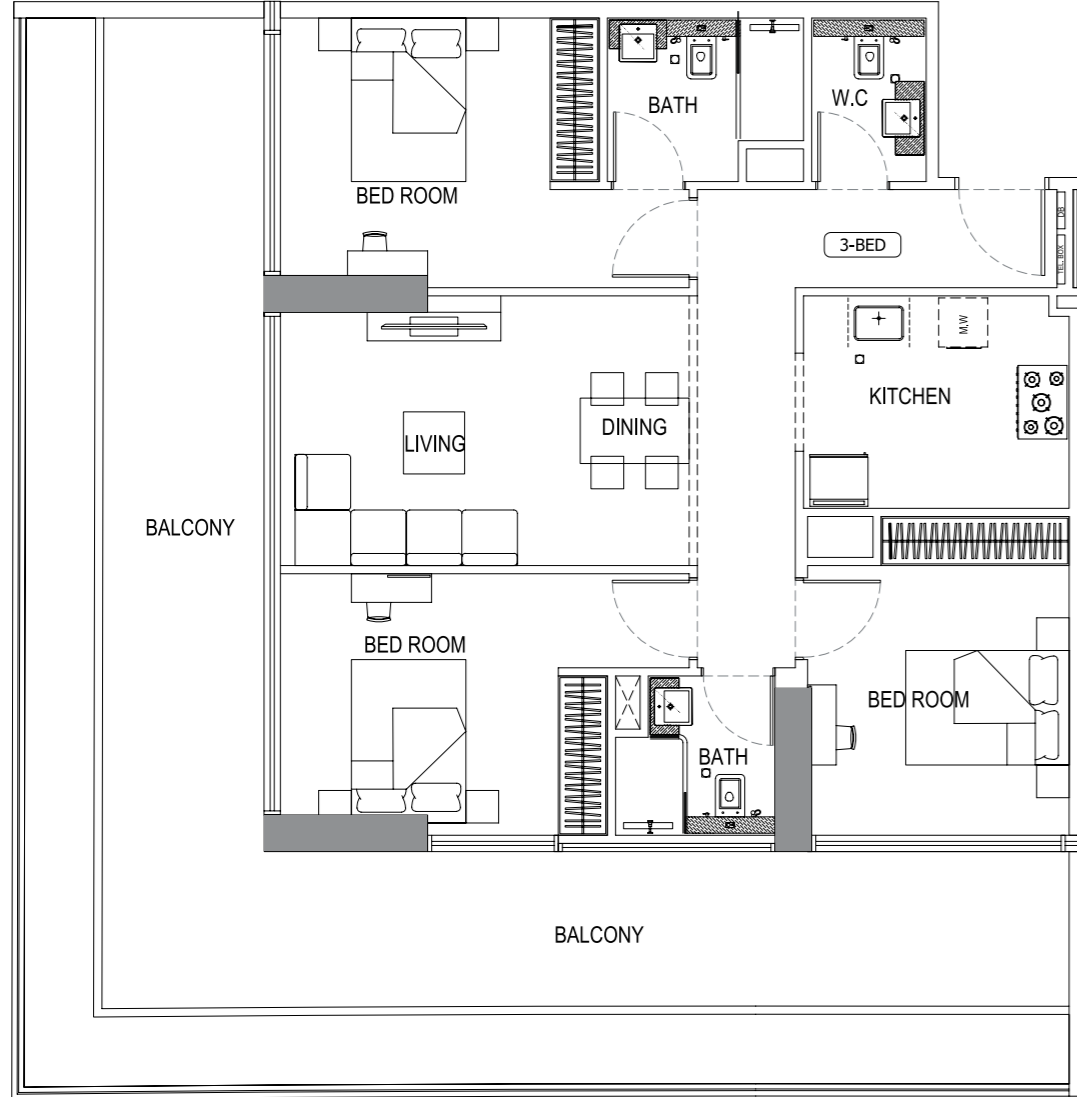 BATH
W.C
BED ROOM
DB
3-BED
TEL. BOX
M.W
KITCHEN
DINING
LIVING
BALCONY
BED ROOM
BED ROOM
BATH
BALCONY